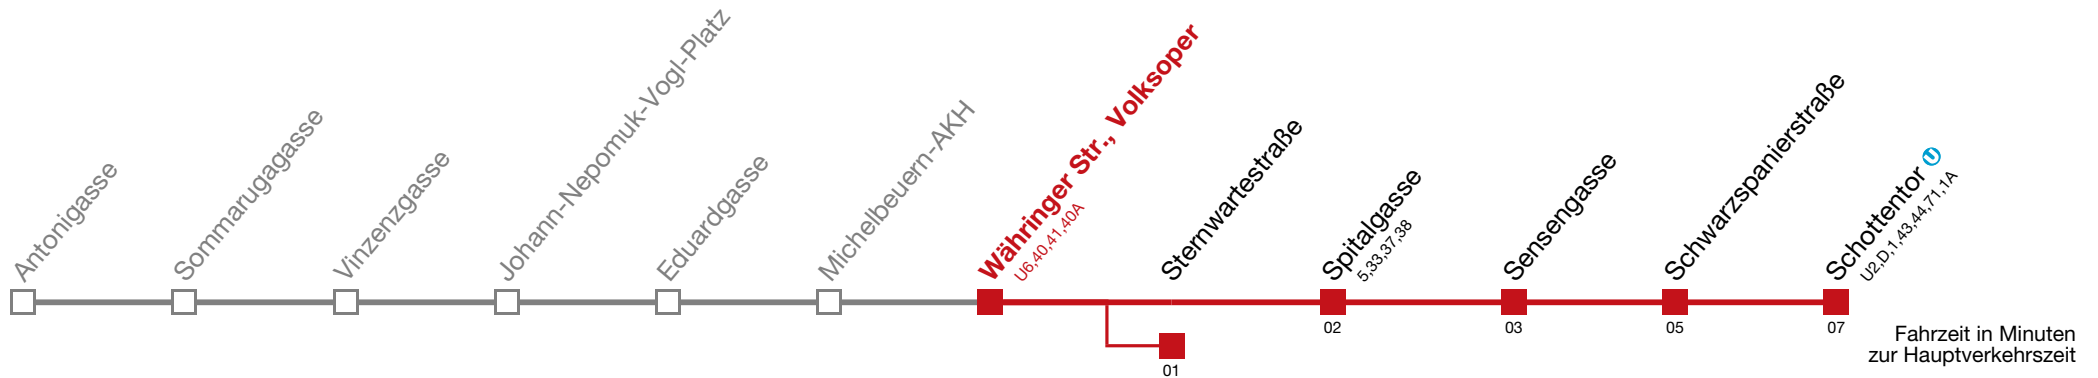 Antonigasse
Sommarugagasse
Vinzenzgasse
Johann-Nepomuk-Vogl-Platz
Eduardgasse
Michelbeuern-AKH
Währinger Str., Volksoper
U6,40,41,40A
Sternwartestraße
Spitalgasse
5,33,37,38
Sensengasse
Schwarzspanierstraße
Schottentor U
U2,D,1,43,44,71,1A
01
02
03
05
07
Fahrzeit in Minuten
zur Hauptverkehrszeit